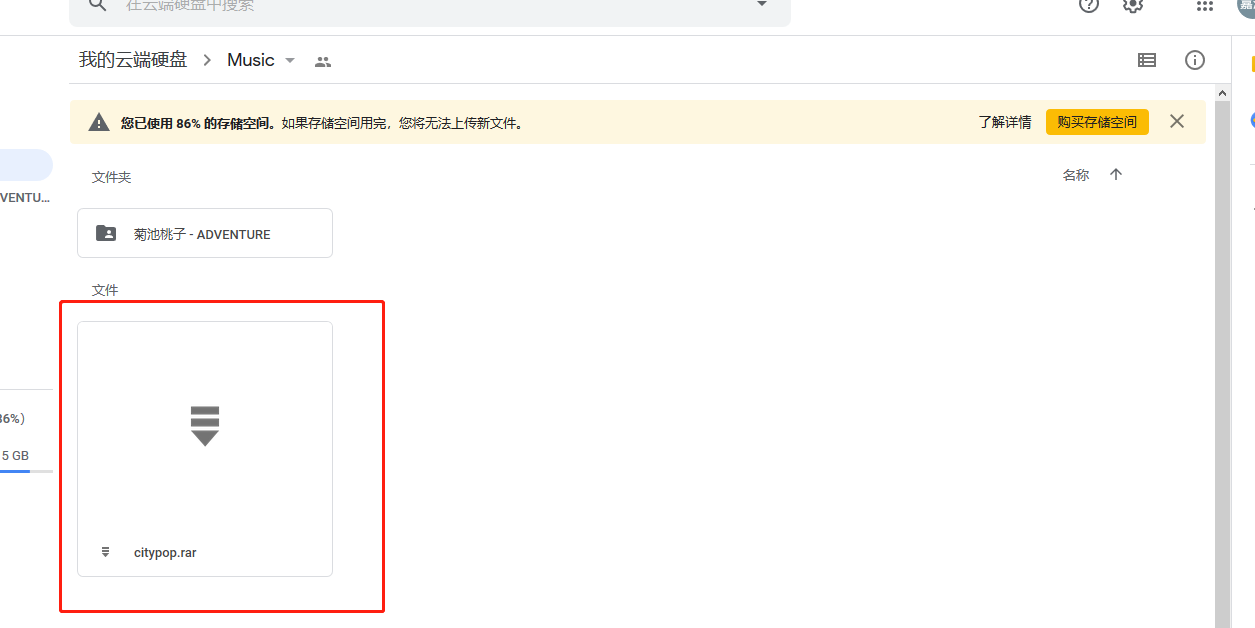 在云端硬盘中搜索
我的云端硬盘 > Music
您已使用 86% 的存储空间。如果存储空间用完，您将无法上传新文件。 了解详情 购买存储空间
文件夹 名称
VENTU...
菊池桃子 - ADVENTURE
文件
86%)
5 GB
citypop.rar